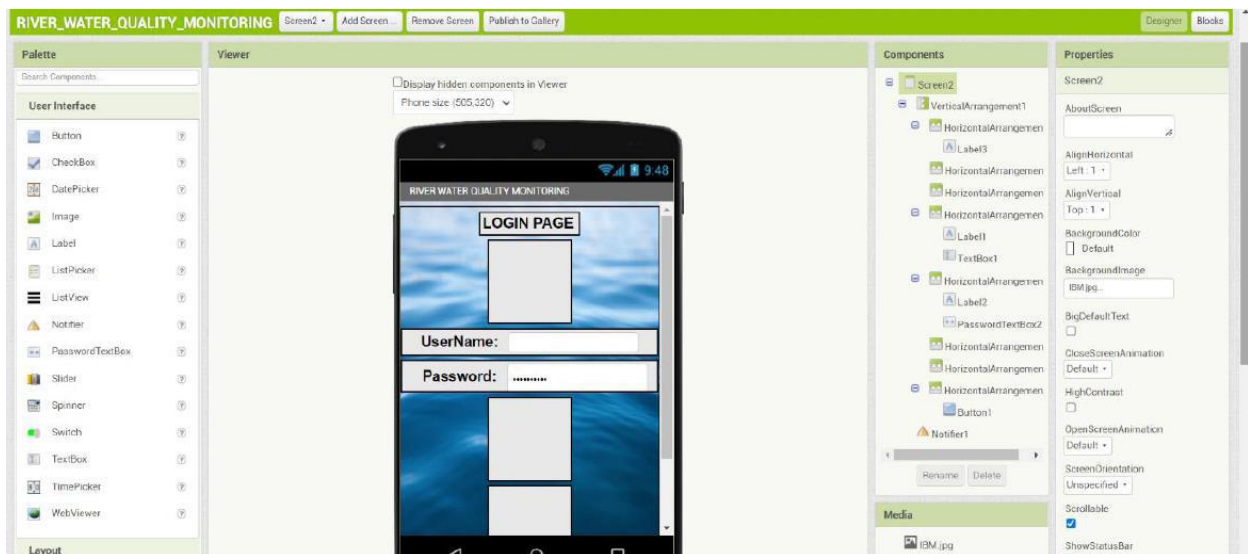 RIVER_WATER_QUALITY_MONITORING Screen2 Add Screen... Remove Screen Publish to Gallery Designer Blocks
Palette
Search Components...
User Interface
Button
CheckBox
DatePicker
Image
Label
ListPicker
ListView
Notifier
PasswordTextBox
Slider
Spinner
Switch
TextBox
TimePicker
WebViewer
Layout
Viewer
Display hidden components in Viewer
Phone size (505,320)
9:48
RIVER WATER QUALITY MONITORING
LOGIN PAGE
UserName:
Password:
Components
Screen2
VerticalArrangement1
HorizontalArrangemen
Label3
HorizontalArrangemen
HorizontalArrangemen
HorizontalArrangemen
Label1
TextBox1
HorizontalArrangemen
Label2
PasswordTextBox2
HorizontalArrangemen
HorizontalArrangemen
HorizontalArrangemen
Button1
Notifier1
Rename Delete
Media
IBM.jpg
Properties
Screen2
AboutScreen
AlignHorizontal
Left : 1
AlignVertical
Top : 1
BackgroundColor
Default
BackgroundImage
IBM.jpg...
BigDefaultText
CloseScreenAnimation
Default
HighContrast
OpenScreenAnimation
Default
ScreenOrientation
Unspecified
Scrollable
ShowStatusBar